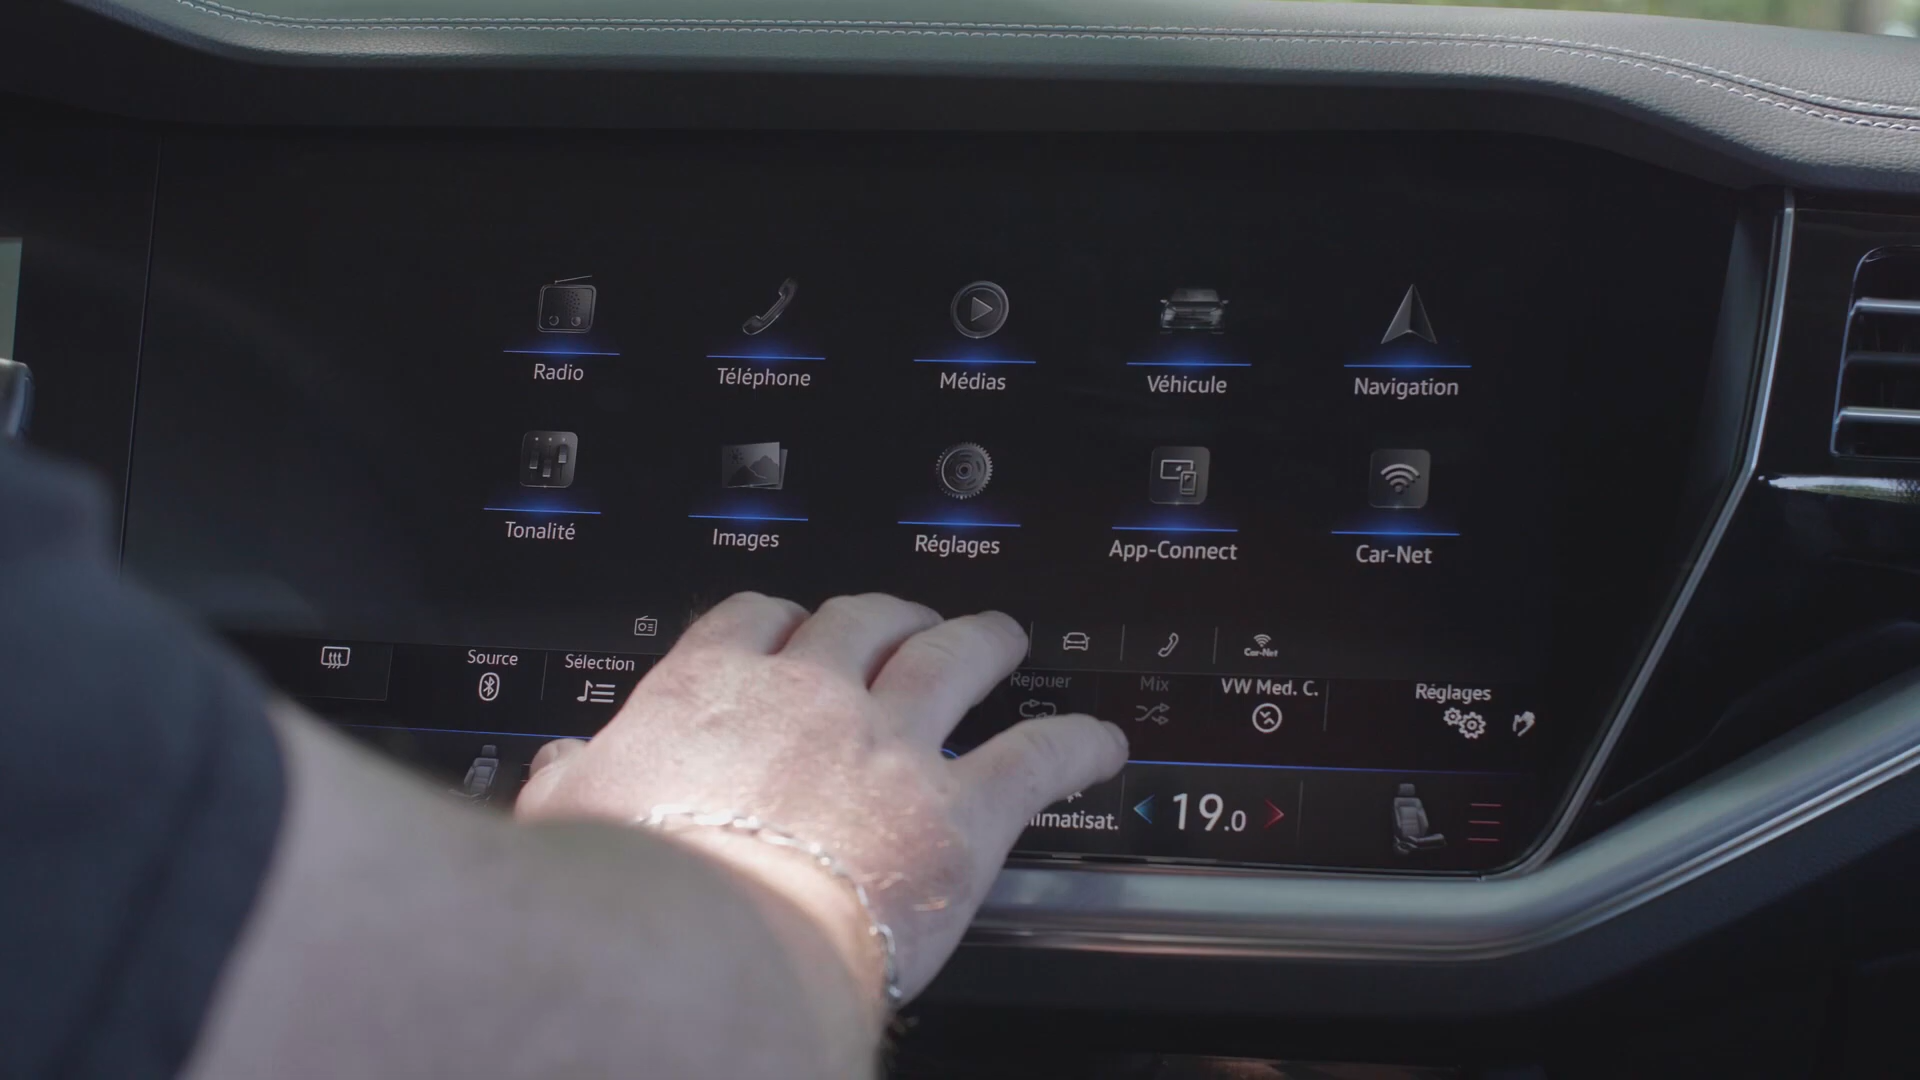 Radio
Téléphone
Médias
Véhicule
Navigation
Tonalité
Images
Réglages
App-Connect
Car-Net
Car-Net
Source
Sélection
Rejouer
Mix
VW Med. C.
Réglages
limatisat.
19.0